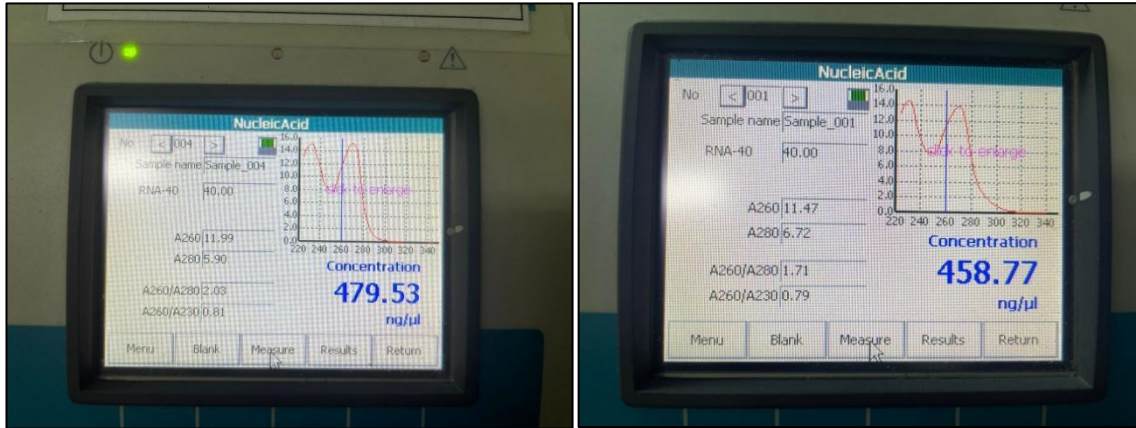 NucleicAcid
No < 004 >
Sample name Sample_004
RNA-40 40.00
A260 11.99
A280 5.90
A260/A280 2.03
A260/A230 0.81
16.0
14.0
12.0
10.0
8.0
6.0
4.0
2.0
0.0
click to enlarge
220 240 260 280 300 320 340
Concentration
479.53
ng/µl
Menu Blank Measure Results Return
NucleicAcid
No < 001 >
Sample name Sample_001
RNA-40 40.00
A260 11.47
A280 6.72
A260/A280 1.71
A260/A230 0.79
16.0
14.0
12.0
10.0
8.0
6.0
4.0
2.0
0.0
click to enlarge
220 240 260 280 300 320 340
Concentration
458.77
ng/µl
Menu Blank Measure Results Return